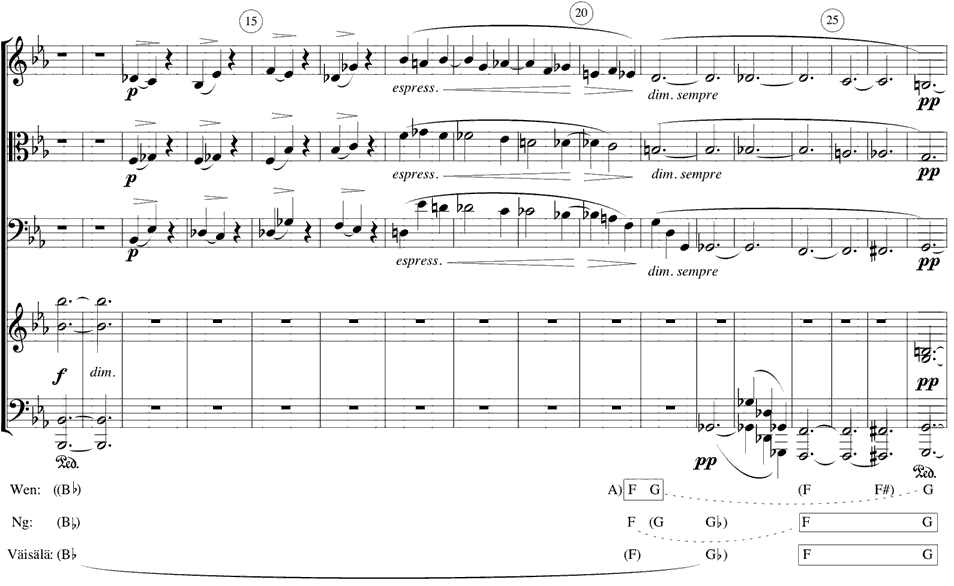 15 20 25
p espress. dim. sempre pp
p espress. dim. sempre pp
p espress. dim. sempre pp
f dim. pp
Ped. pp Ped.
Wen: ((B♭) A) F G (F F#) G
Ng: (B♭) F (G G♭) F G
Väisälä: (B♭ (F) G♭) F G